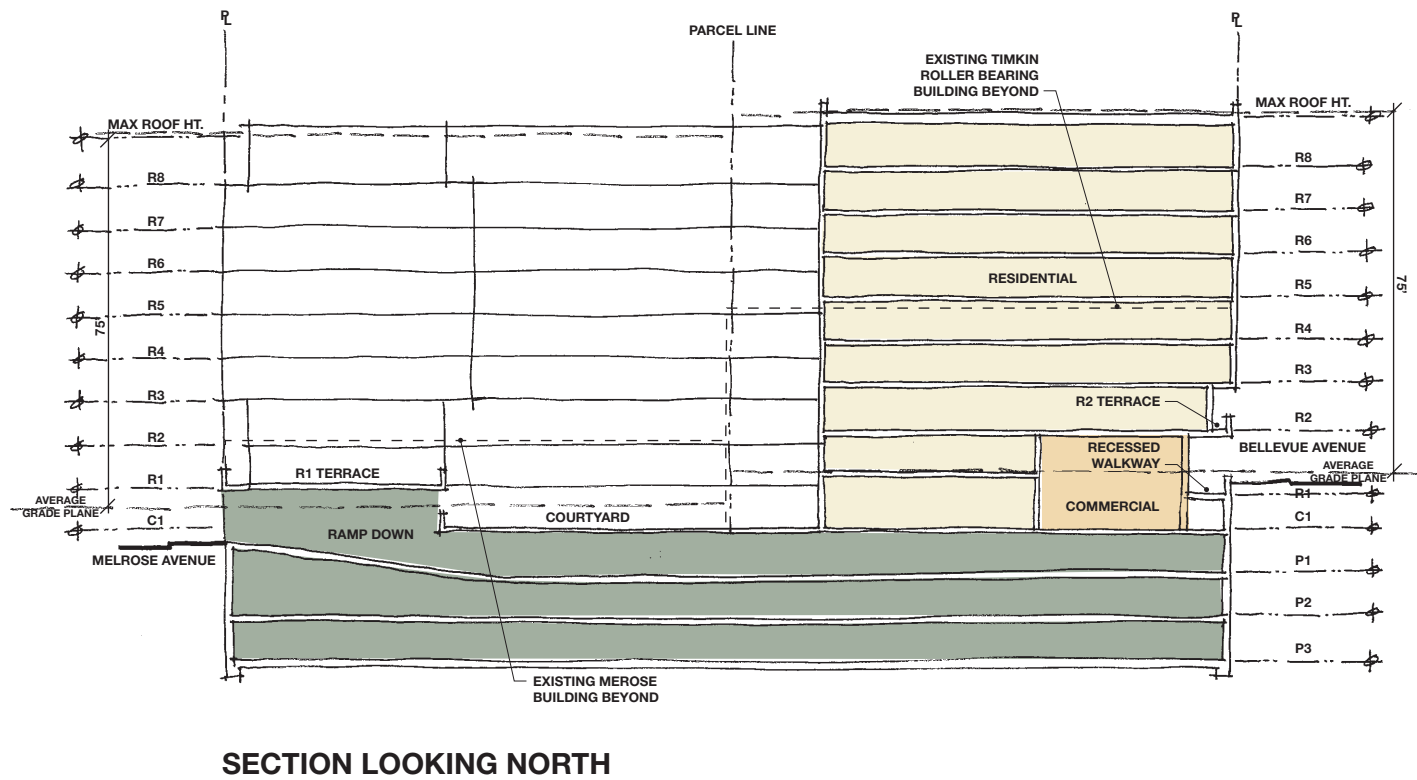 PL
PL
PARCEL LINE
EXISTING TIMKIN
ROLLER BEARING
BUILDING BEYOND
MAX ROOF HT.
MAX ROOF HT.
R8
R8
R7
R7
R6
R6
RESIDENTIAL
R5
R5
75'
75'
R4
R4
R3
R3
R2 TERRACE
R2
R2
RECESSED
WALKWAY
BELLEVUE AVENUE
R1 TERRACE
AVERAGE
GRADE PLANE
R1
R1
AVERAGE
GRADE PLANE
COMMERCIAL
C1
C1
COURTYARD
RAMP DOWN
MELROSE AVENUE
P1
P2
P3
EXISTING MEROSE
BUILDING BEYOND
SECTION LOOKING NORTH